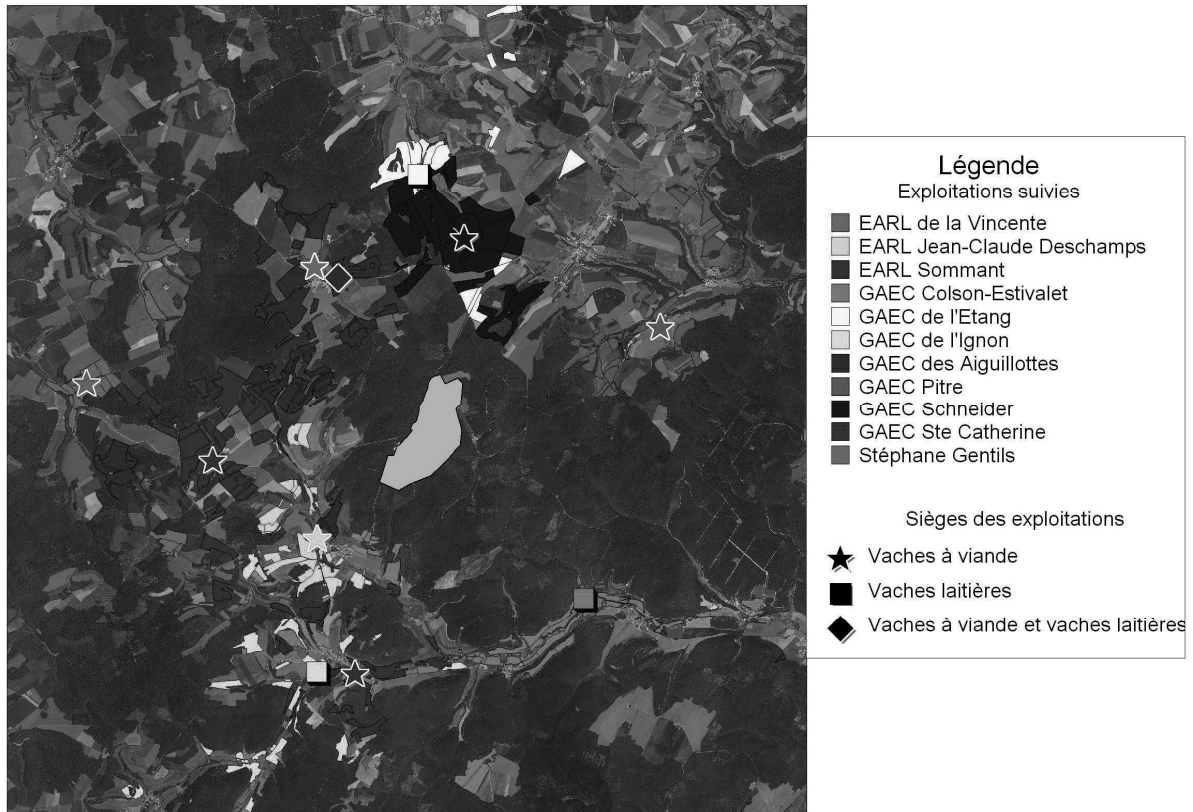 Légende
Exploitations suivies
EARL de la Vincente
EARL Jean-Claude Deschamps
EARL Sommant
GAEC Colson-Estivalet
GAEC de l'Etang
GAEC de l'Ignon
GAEC des Aiguillottes
GAEC Pitre
GAEC Schneider
GAEC Ste Catherine
Stéphane Gentils
Sièges des exploitations
Vaches à viande
Vaches laitières
Vaches à viande et vaches laitières